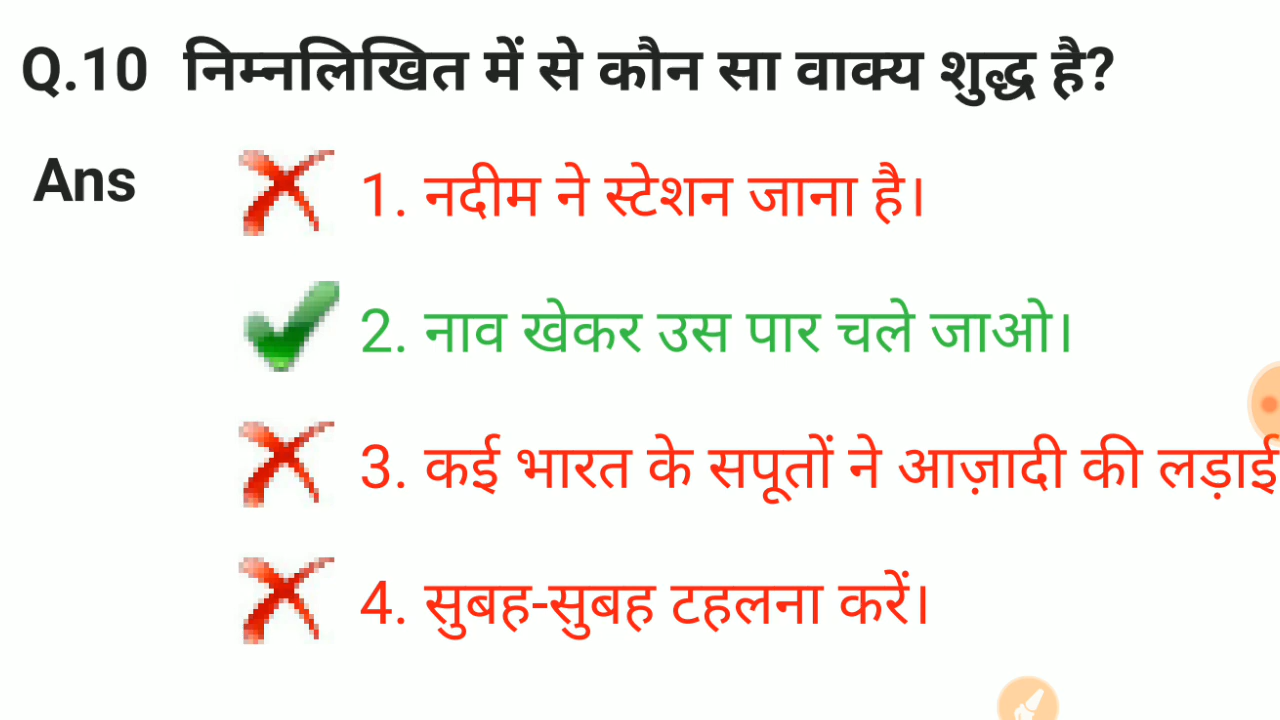 Q.10 निम्नलिखित में से कौन सा वाक्य शुद्ध है?
Ans 1. नदीम ने स्टेशन जाना है।
2. नाव खेकर उस पार चले जाओ।
3. कई भारत के सपूतों ने आज़ादी की लड़ाई
4. सुबह-सुबह टहलना करें।